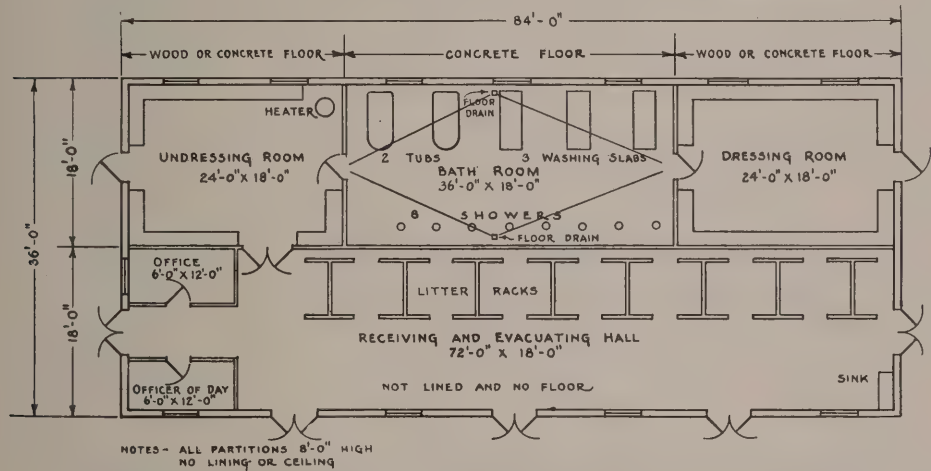 84'-0"
WOOD OR CONCRETE FLOOR
CONCRETE FLOOR
WOOD OR CONCRETE FLOOR
HEATER
FLOOR
DRAIN
2 TUBS
3 WASHING SLABS
UNDRESSING ROOM
24'-0" X 18'-0"
BATH ROOM
36'-0" X 18'-0"
DRESSING ROOM
24'-0" X 18'-0"
18'-0"
36'-0"
8 SHOWERS
FLOOR DRAIN
OFFICE
6'-0" X 12'-0"
LITTER RACKS
18'-0"
RECEIVING AND EVACUATING HALL
72'-0" X 18'-0"
OFFICER OF DAY
6'-0" X 12'-0"
NOT LINED AND NO FLOOR
SINK
NOTES- ALL PARTITIONS 8'-0" HIGH
NO LINING OR CEILING